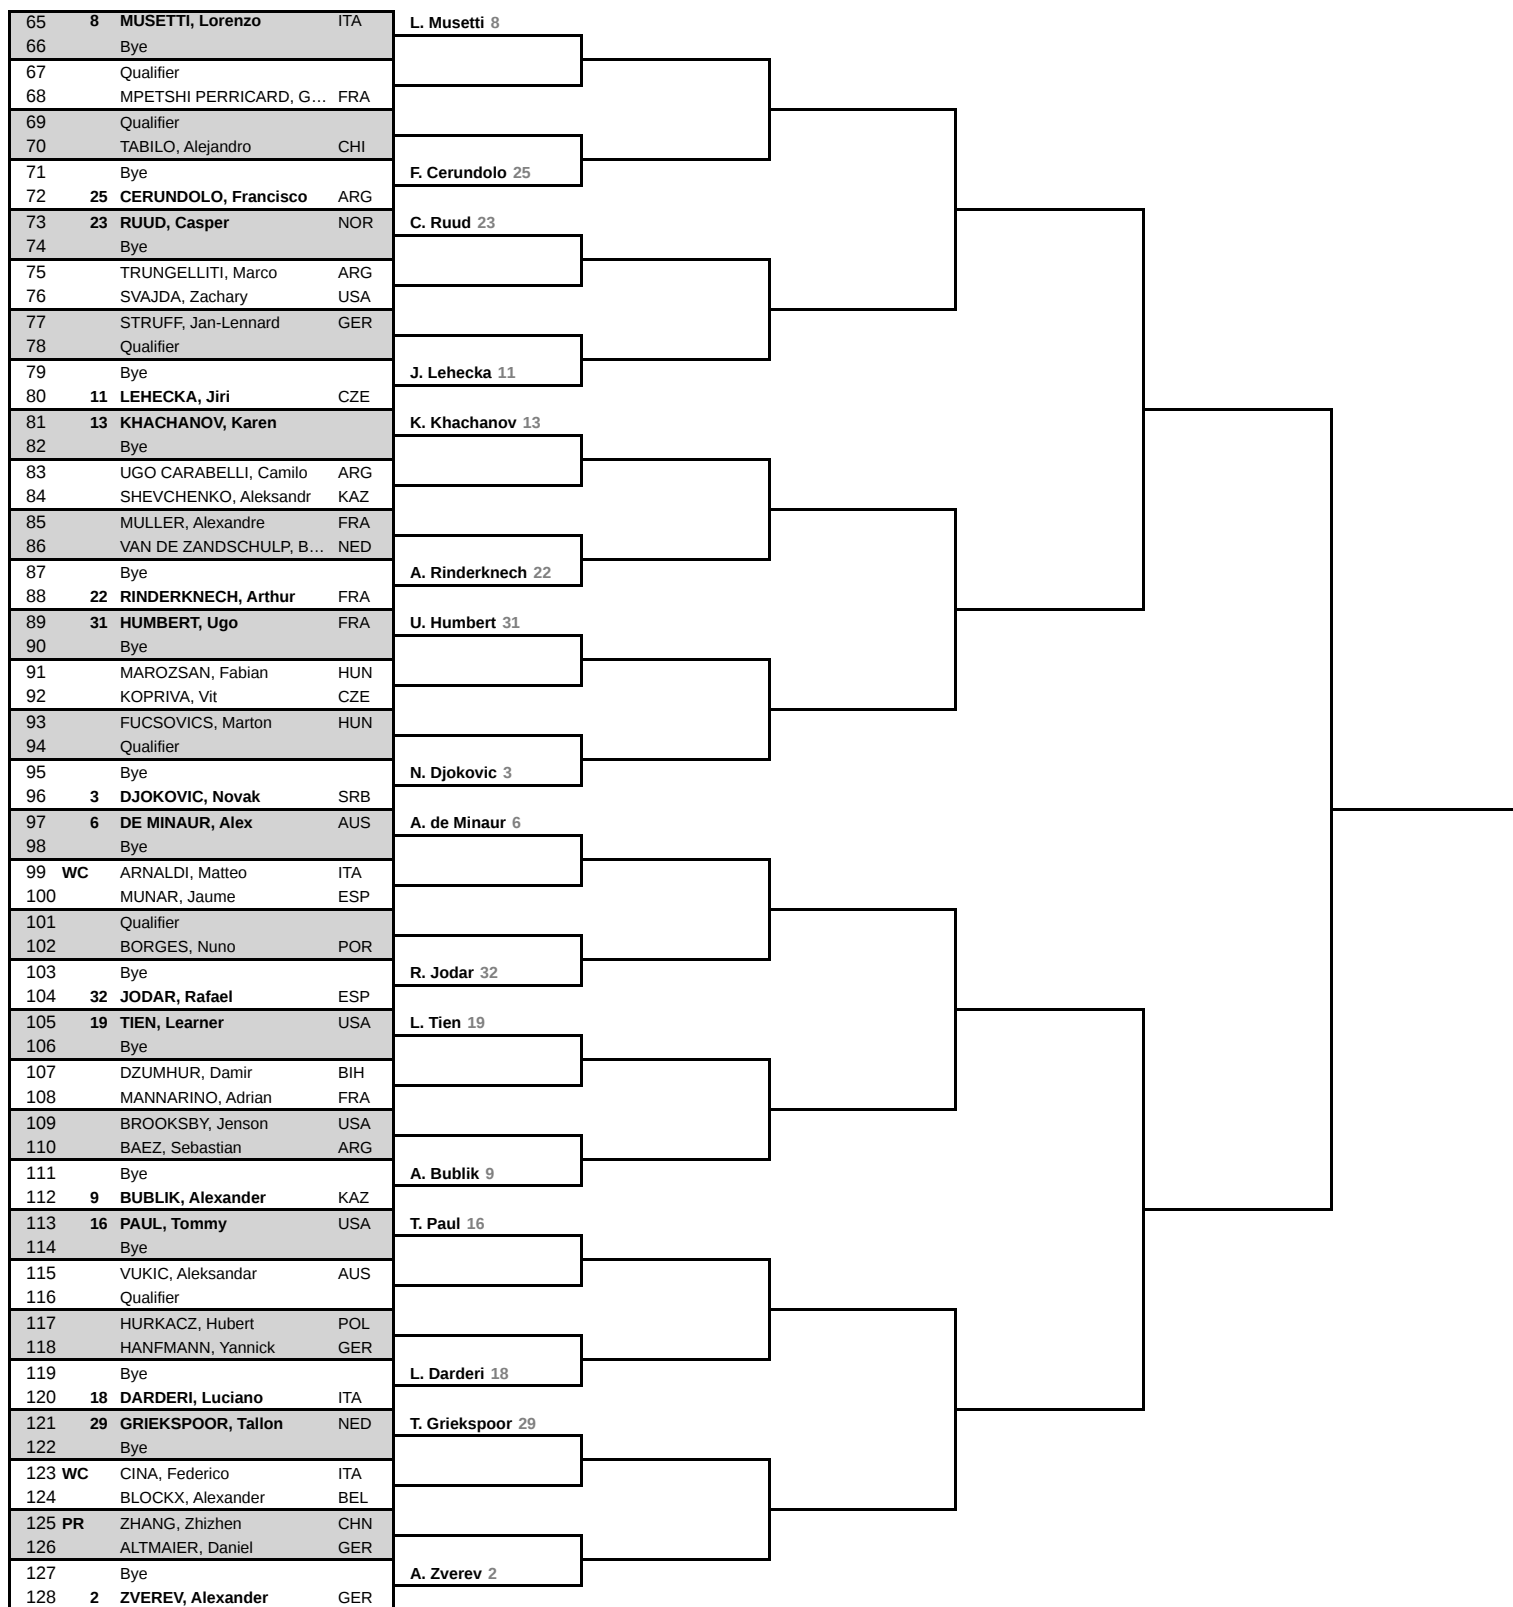 65 8 MUSETTI, Lorenzo ITA L. Musetti 8
66 Bye
67 Qualifier
68 MPETSHI PERRICARD, G... FRA
69 Qualifier
70 TABILO, Alejandro CHI
71 Bye F. Cerundolo 25
72 25 CERUNDOLO, Francisco ARG
73 23 RUUD, Casper NOR C. Ruud 23
74 Bye
75 TRUNGELLITI, Marco ARG
76 SVAJDA, Zachary USA
77 STRUFF, Jan-Lennard GER
78 Qualifier
79 Bye J. Lehecka 11
80 11 LEHECKA, Jiri CZE
81 13 KHACHANOV, Karen K. Khachanov 13
82 Bye
83 UGO CARABELLI, Camilo ARG
84 SHEVCHENKO, Aleksandr KAZ
85 MULLER, Alexandre FRA
86 VAN DE ZANDSCHULP, B... NED
87 Bye A. Rinderknech 22
88 22 RINDERKNECH, Arthur FRA
89 31 HUMBERT, Ugo FRA U. Humbert 31
90 Bye
91 MAROZSAN, Fabian HUN
92 KOPRIVA, Vit CZE
93 FUCSOVICS, Marton HUN
94 Qualifier
95 Bye N. Djokovic 3
96 3 DJOKOVIC, Novak SRB
97 6 DE MINAUR, Alex AUS A. de Minaur 6
98 Bye
99 WC ARNALDI, Matteo ITA
100 MUNAR, Jaume ESP
101 Qualifier
102 BORGES, Nuno POR
103 Bye R. Jodar 32
104 32 JODAR, Rafael ESP
105 19 TIEN, Learner USA L. Tien 19
106 Bye
107 DZUMHUR, Damir BIH
108 MANNARINO, Adrian FRA
109 BROOKSBY, Jenson USA
110 BAEZ, Sebastian ARG
111 Bye A. Bublik 9
112 9 BUBLIK, Alexander KAZ
113 16 PAUL, Tommy USA T. Paul 16
114 Bye
115 VUKIC, Aleksandar AUS
116 Qualifier
117 HURKACZ, Hubert POL
118 HANFMANN, Yannick GER
119 Bye L. Darderi 18
120 18 DARDERI, Luciano ITA
121 29 GRIEKSPOOR, Tallon NED T. Griekspoor 29
122 Bye
123 WC CINA, Federico ITA
124 BLOCKX, Alexander BEL
125 PR ZHANG, Zhizhen CHN
126 ALTMAIER, Daniel GER
127 Bye A. Zverev 2
128 2 ZVEREV, Alexander GER